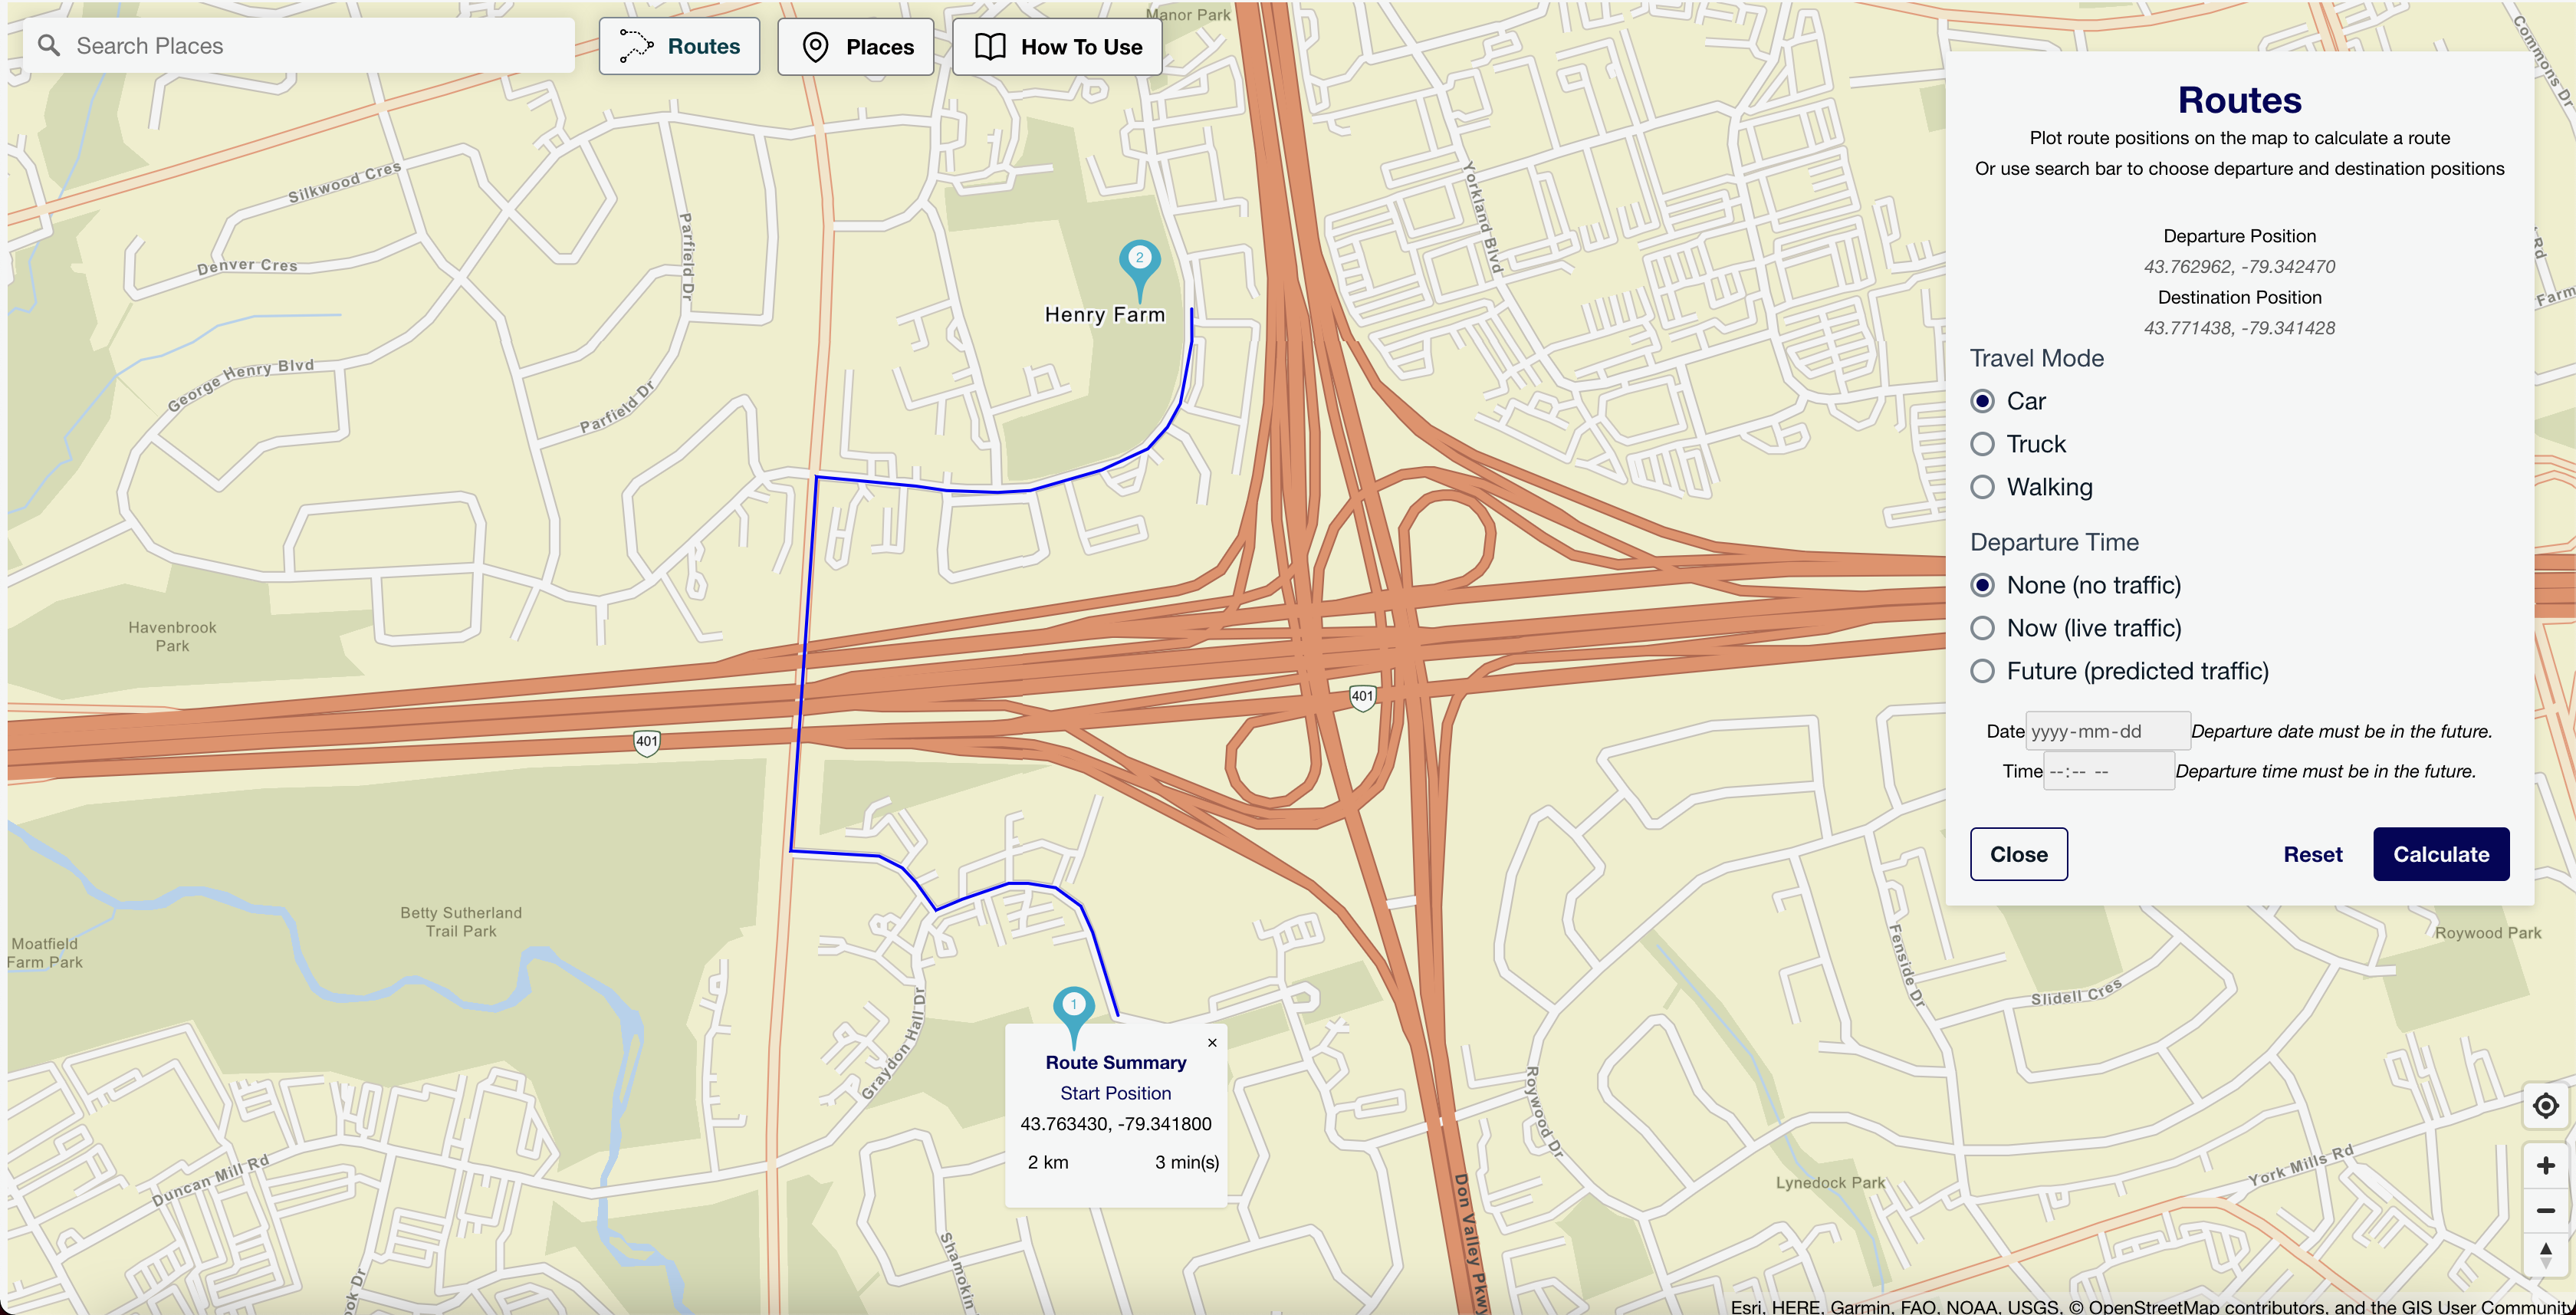 Search Places
Routes
Places
How To Use
Manor Park
Commons Dr
Routes
Plot route positions on the map to calculate a route
Or use search bar to choose departure and destination positions
Departure Position
43.762962, -79.342470
Destination Position
43.771438, -79.341428
Travel Mode
Car
Truck
Walking
Departure Time
None (no traffic)
Now (live traffic)
Future (predicted traffic)
Date yyyy-mm-dd Departure date must be in the future.
Time --:-- -- Departure time must be in the future.
Close
Reset
Calculate
Silkwood Cres
Parfield Dr
Yorkland Blvd
Denver Cres
2
Henry Farm
Rd
Farm
George Henry Blvd
Parfield Dr
Havenbrook
Park
401
401
Betty Sutherland
Trail Park
Moatfield
Farm Park
Roywood Park
Fenside Dr
Slidell Cres
Graydon Hall Dr
1
Route Summary
×
Start Position
43.763430, -79.341800
2 km
3 min(s)
Roywood Dr
Duncan Mill Rd
York Mills Rd
Lynedock Park
Don Valley Pkwy
Shamokin
ook Dr
Esri, HERE, Garmin, FAO, NOAA, USGS, © OpenStreetMap contributors, and the GIS User Community